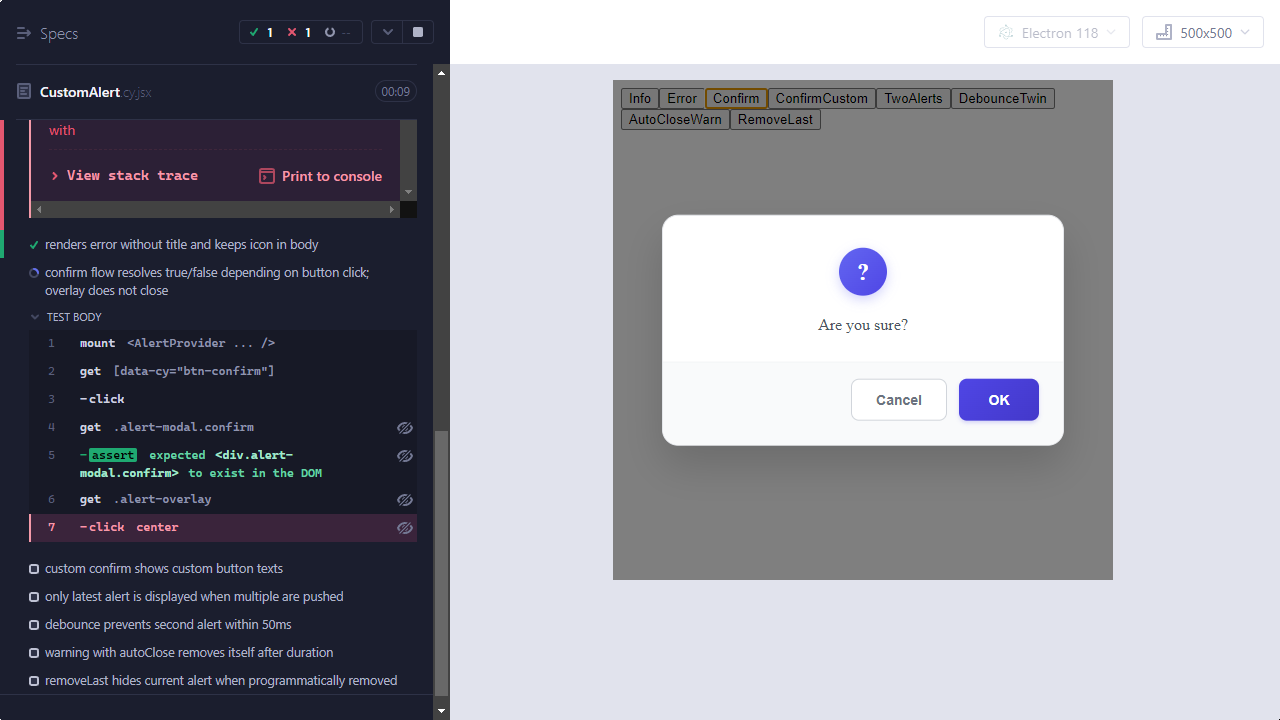 Specs
1
1
--
Electron 118
500x500
CustomAlert cy.jsx
00:09
with
View stack trace
Print to console
renders error without title and keeps icon in body
confirm flow resolves true/false depending on button click;
overlay does not close
TEST BODY
1 mount <AlertProvider ... />
2 get [data-cy="btn-confirm"]
3 -click
4 get .alert-modal.confirm
5 -assert expected <div.alert-
modal.confirm> to exist in the DOM
6 get .alert-overlay
7 -click center
custom confirm shows custom button texts
only latest alert is displayed when multiple are pushed
debounce prevents second alert within 50ms
warning with autoClose removes itself after duration
removeLast hides current alert when programmatically removed
Info Error Confirm ConfirmCustom TwoAlerts DebounceTwin
AutoCloseWarn RemoveLast
?
Are you sure?
Cancel OK